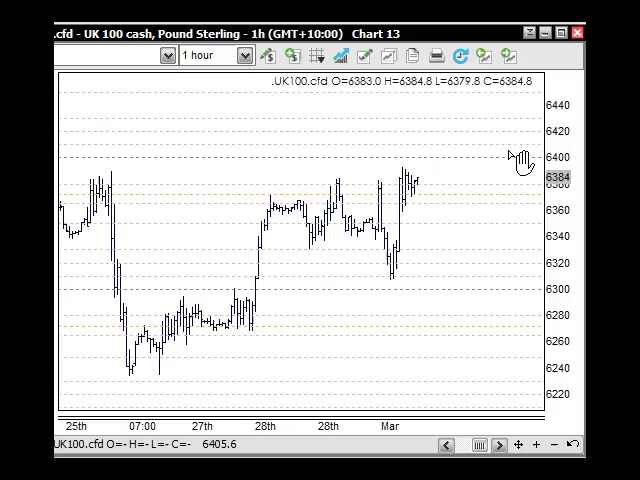 .cfd - UK 100 cash, Pound Sterling - 1h (GMT+10:00) Chart 13
1 hour
.UK100.cfd O=6383.0 H=6384.8 L=6379.8 C=6384.8
6440
6420
6400
6384
6380
6360
6340
6320
6300
6280
6260
6240
6220
25th 07:00 27th 28th 28th Mar
UK100.cfd O=- H=- L=- C=- 6405.6